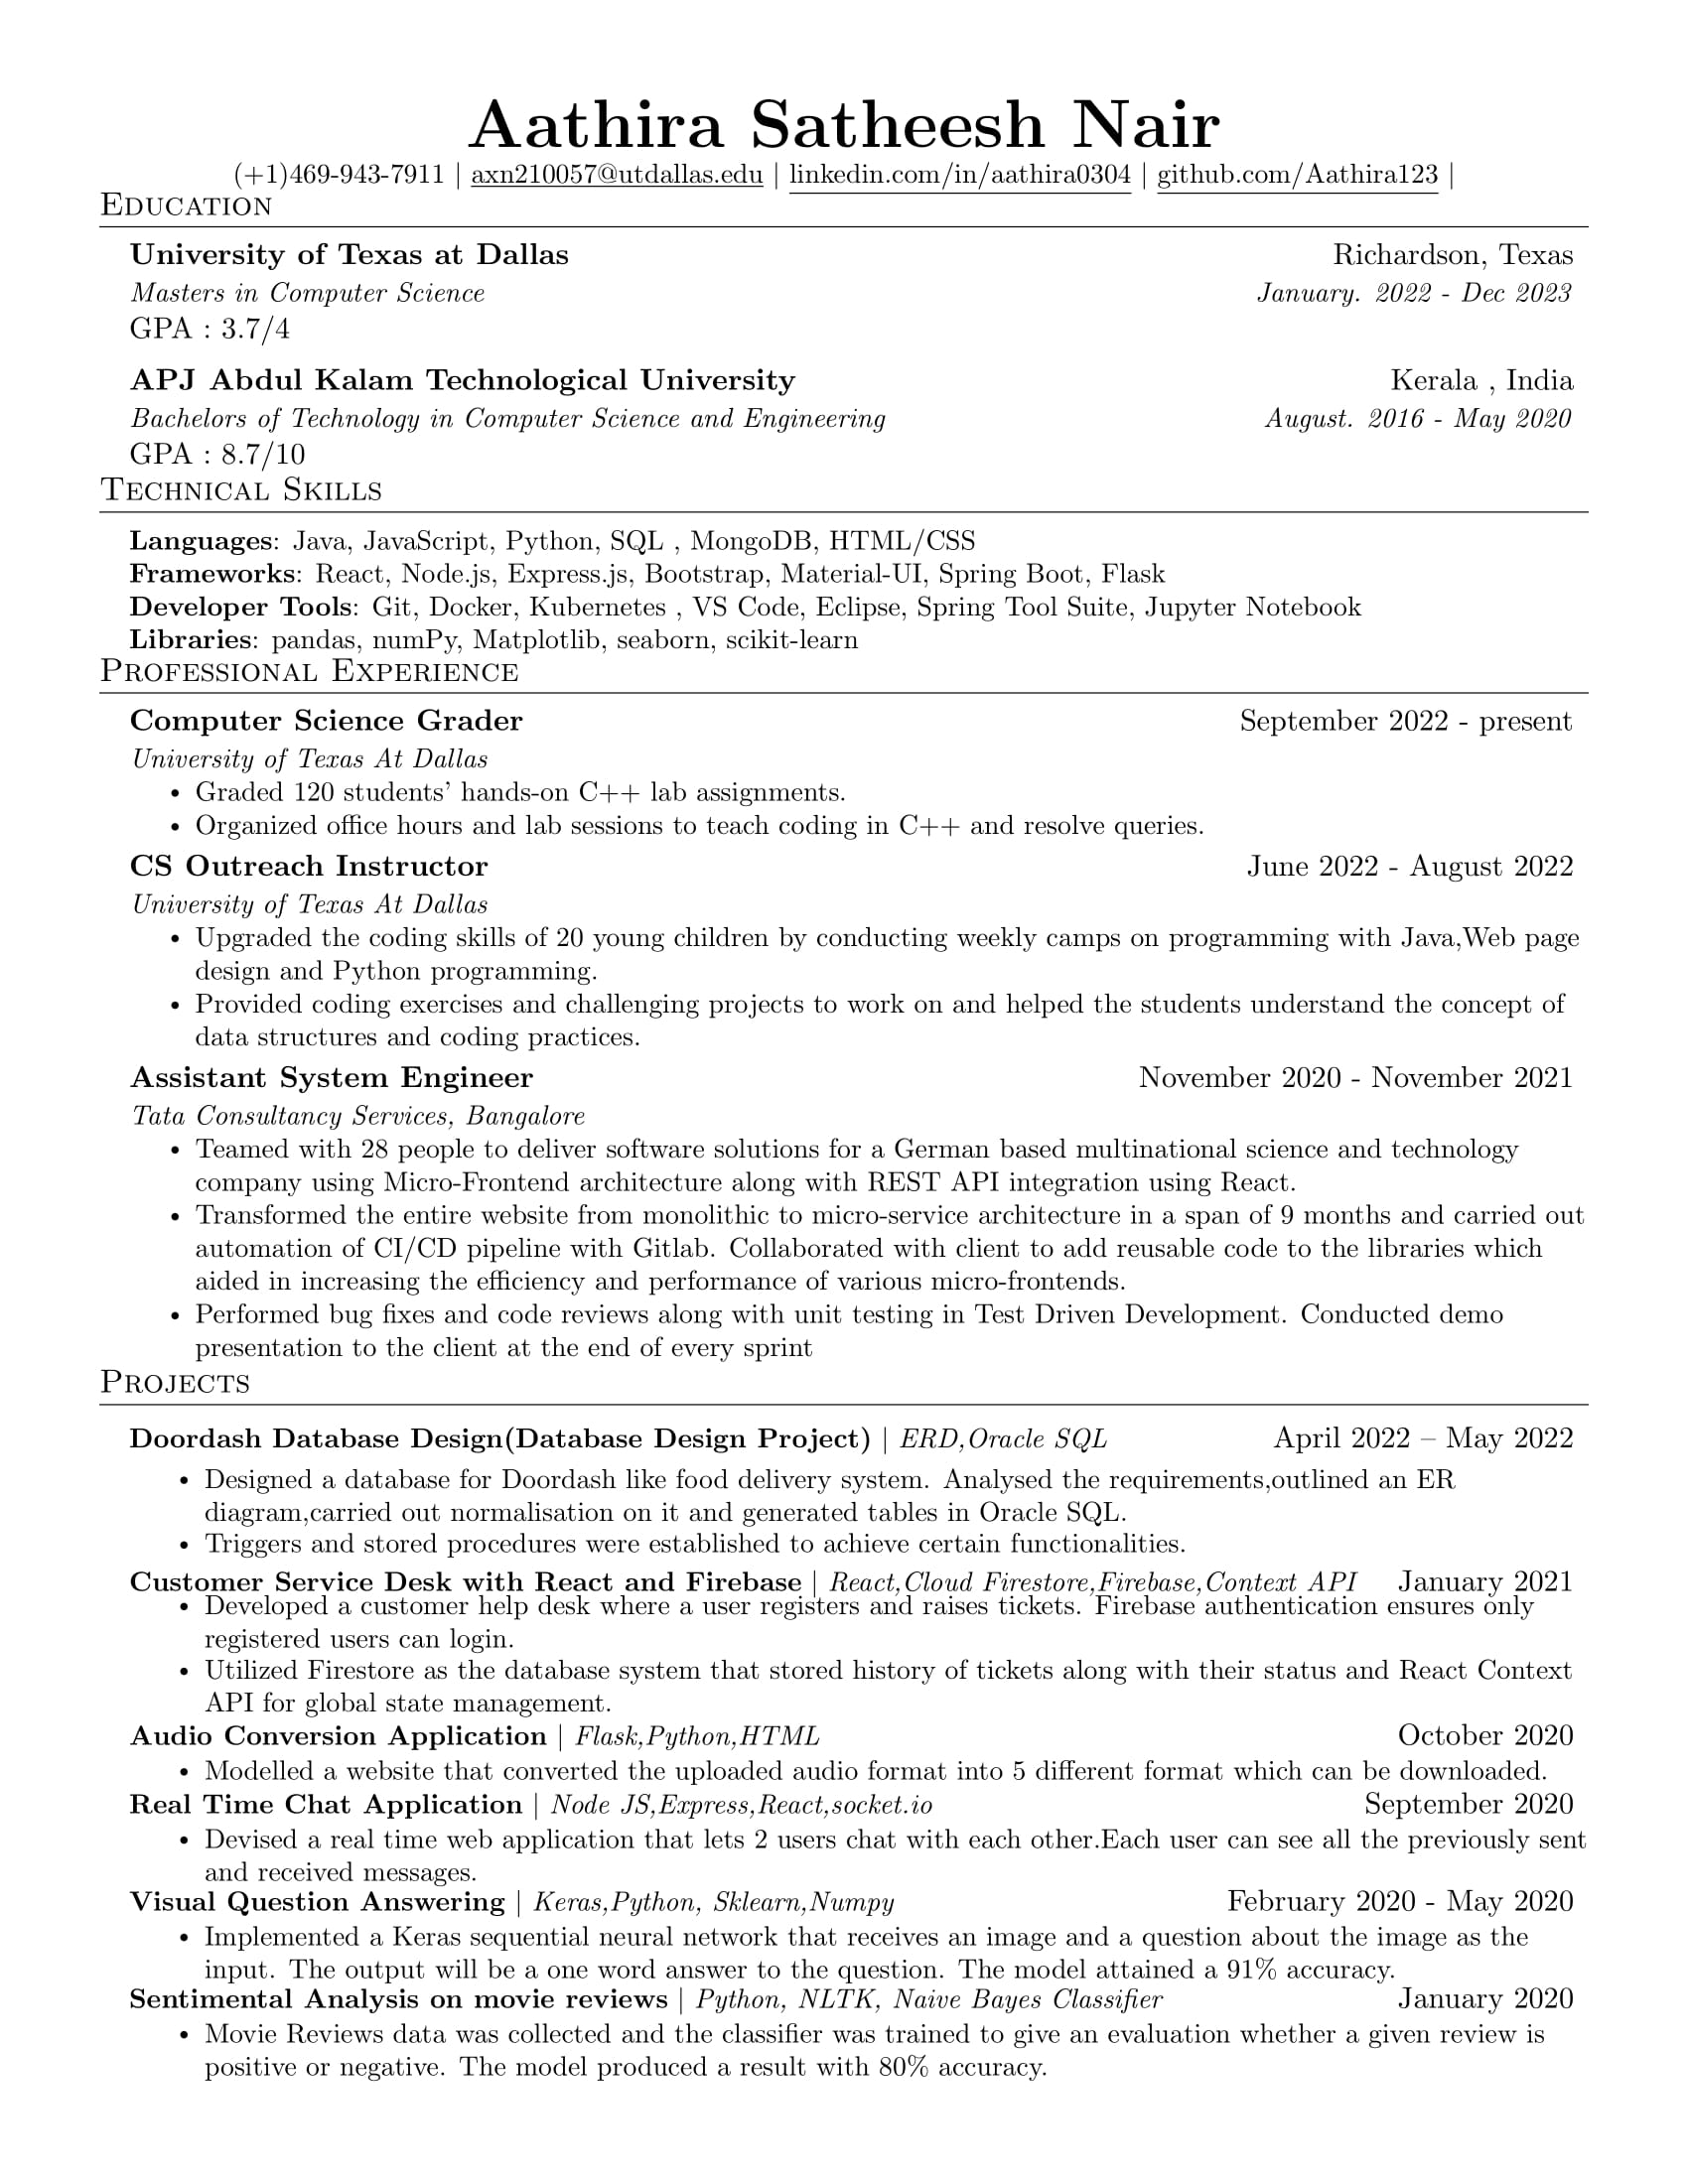 Aathira Satheesh Nair
(+1)469-943-7911 | axn210057@utdallas.edu | linkedin.com/in/aathira0304 | github.com/Aathira123 |
Education
University of Texas at Dallas Richardson, Texas
Masters in Computer Science January. 2022 - Dec 2023
GPA : 3.7/4
APJ Abdul Kalam Technological University Kerala , India
Bachelors of Technology in Computer Science and Engineering August. 2016 - May 2020
GPA : 8.7/10
Technical Skills
Languages: Java, JavaScript, Python, SQL , MongoDB, HTML/CSS
Frameworks: React, Node.js, Express.js, Bootstrap, Material-UI, Spring Boot, Flask
Developer Tools: Git, Docker, Kubernetes , VS Code, Eclipse, Spring Tool Suite, Jupyter Notebook
Libraries: pandas, numPy, Matplotlib, seaborn, scikit-learn
Professional Experience
Computer Science Grader September 2022 - present
University of Texas At Dallas
• Graded 120 students' hands-on C++ lab assignments.
• Organized office hours and lab sessions to teach coding in C++ and resolve queries.
CS Outreach Instructor June 2022 - August 2022
University of Texas At Dallas
• Upgraded the coding skills of 20 young children by conducting weekly camps on programming with Java,Web page
design and Python programming.
• Provided coding exercises and challenging projects to work on and helped the students understand the concept of
data structures and coding practices.
Assistant System Engineer November 2020 - November 2021
Tata Consultancy Services, Bangalore
• Teamed with 28 people to deliver software solutions for a German based multinational science and technology
company using Micro-Frontend architecture along with REST API integration using React.
• Transformed the entire website from monolithic to micro-service architecture in a span of 9 months and carried out
automation of CI/CD pipeline with Gitlab. Collaborated with client to add reusable code to the libraries which
aided in increasing the efficiency and performance of various micro-frontends.
• Performed bug fixes and code reviews along with unit testing in Test Driven Development. Conducted demo
presentation to the client at the end of every sprint
Projects
Doordash Database Design(Database Design Project) | ERD,Oracle SQL April 2022 – May 2022
• Designed a database for Doordash like food delivery system. Analysed the requirements,outlined an ER
diagram,carried out normalisation on it and generated tables in Oracle SQL.
• Triggers and stored procedures were established to achieve certain functionalities.
Customer Service Desk with React and Firebase | React,Cloud Firestore,Firebase,Context API January 2021
• Developed a customer help desk where a user registers and raises tickets. Firebase authentication ensures only
registered users can login.
• Utilized Firestore as the database system that stored history of tickets along with their status and React Context
API for global state management.
Audio Conversion Application | Flask,Python,HTML October 2020
• Modelled a website that converted the uploaded audio format into 5 different format which can be downloaded.
Real Time Chat Application | Node JS,Express,React,socket.io September 2020
• Devised a real time web application that lets 2 users chat with each other.Each user can see all the previously sent
and received messages.
Visual Question Answering | Keras,Python, Sklearn,Numpy February 2020 - May 2020
• Implemented a Keras sequential neural network that receives an image and a question about the image as the
input. The output will be a one word answer to the question. The model attained a 91% accuracy.
Sentimental Analysis on movie reviews | Python, NLTK, Naive Bayes Classifier January 2020
• Movie Reviews data was collected and the classifier was trained to give an evaluation whether a given review is
positive or negative. The model produced a result with 80% accuracy.